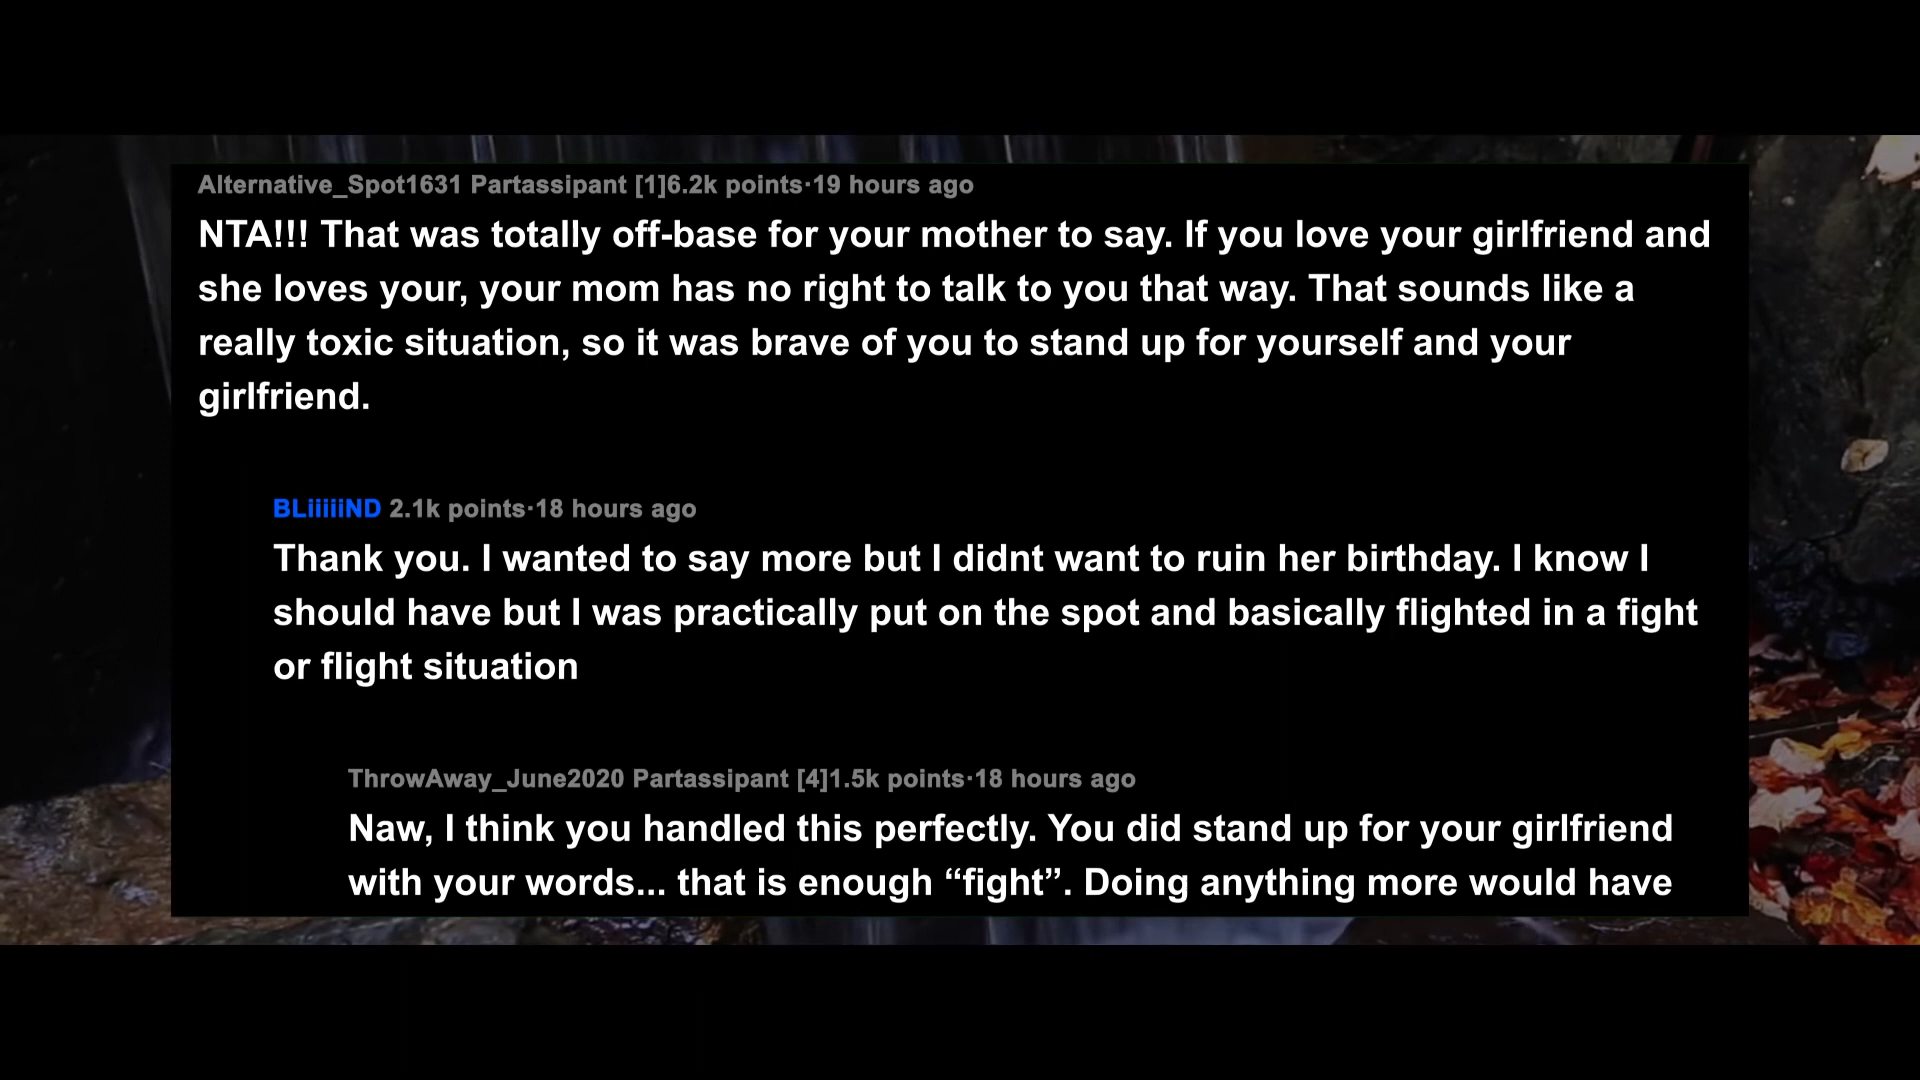 Alternative_Spot1631 Partassipant [1]6.2k points·19 hours ago
NTA!!! That was totally off-base for your mother to say. If you love your girlfriend and
she loves your, your mom has no right to talk to you that way. That sounds like a
really toxic situation, so it was brave of you to stand up for yourself and your
girlfriend.
BLiiiiiND 2.1k points·18 hours ago
Thank you. I wanted to say more but I didnt want to ruin her birthday. I know I
should have but I was practically put on the spot and basically flighted in a fight
or flight situation
ThrowAway_June2020 Partassipant [4]1.5k points·18 hours ago
Naw, I think you handled this perfectly. You did stand up for your girlfriend
with your words... that is enough “fight”. Doing anything more would have